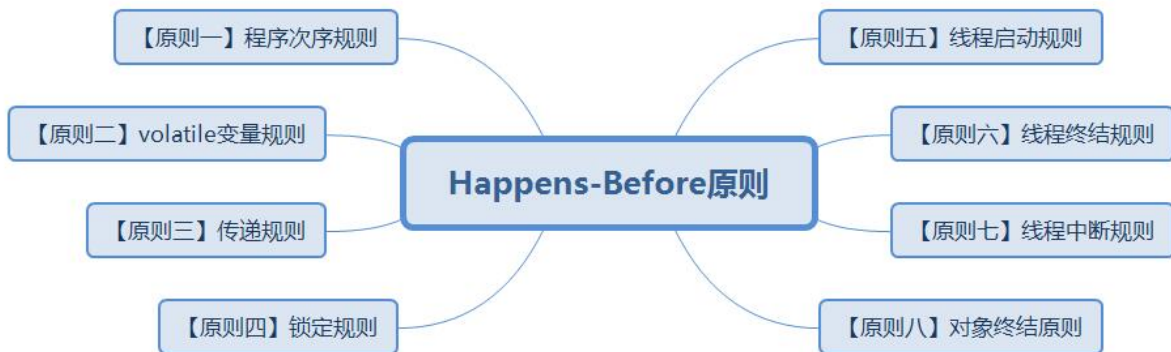 【原则一】程序次序规则
【原则二】volatile变量规则
【原则三】传递规则
【原则四】锁定规则
Happens-Before原则
【原则五】线程启动规则
【原则六】线程终结规则
【原则七】线程中断规则
【原则八】对象终结原则